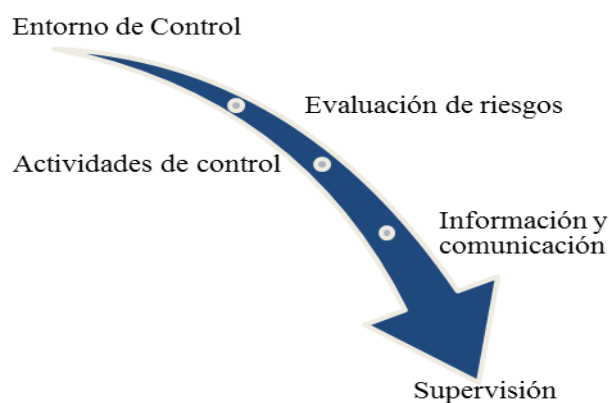 Entorno de Control
Evaluación de riesgos
Actividades de control
Información y
comunicación
Supervisión